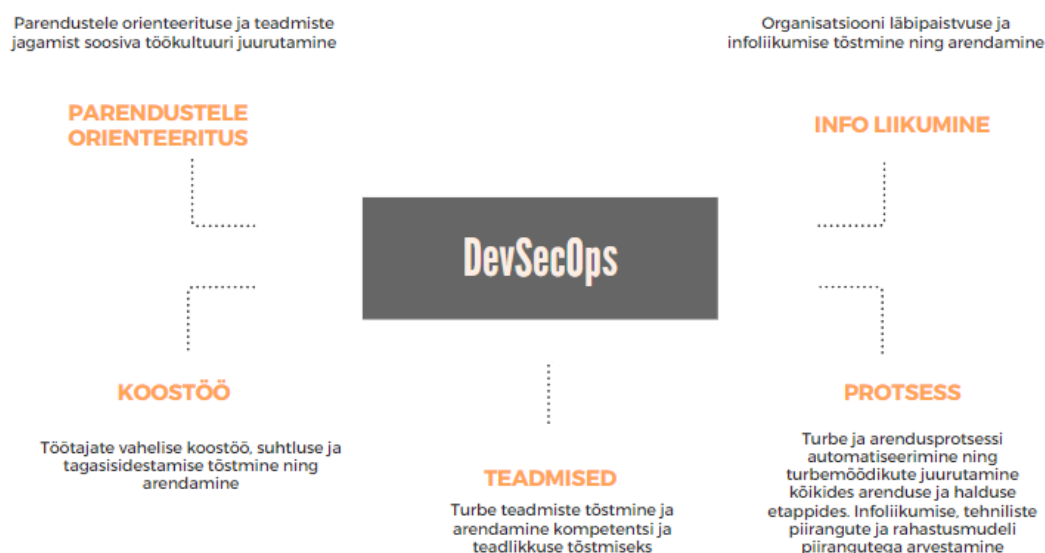 Parendustele orienteerituse ja teadmiste
jagamist soosiva töökultuuri juurutamine
Organisatsiooni läbipaistvuse ja
infoliikumise tõstmine ning arendamine
PARENDUSTELE
ORIENTEERITUS
INFO LIIKUMINE
DevSecOps
KOOSTÖÖ
Töötajate vahelise koostöö, suhtluse ja
tagasisidestamise tõstmine ning
arendamine
TEADMISED
Turbe teadmiste tõstmine ja
arendamine kompetentsi ja
teadlikkuse tõstmiseks
PROTSESS
Turbe ja arendusprotsessi
automatiseerimine ning
turbemõõdikute juurutamine
kõikides arenduse ja halduse
etappides. Infoliikumise, tehniliste
piirangute ja rahastusmudeli
piirangutega arvestamine